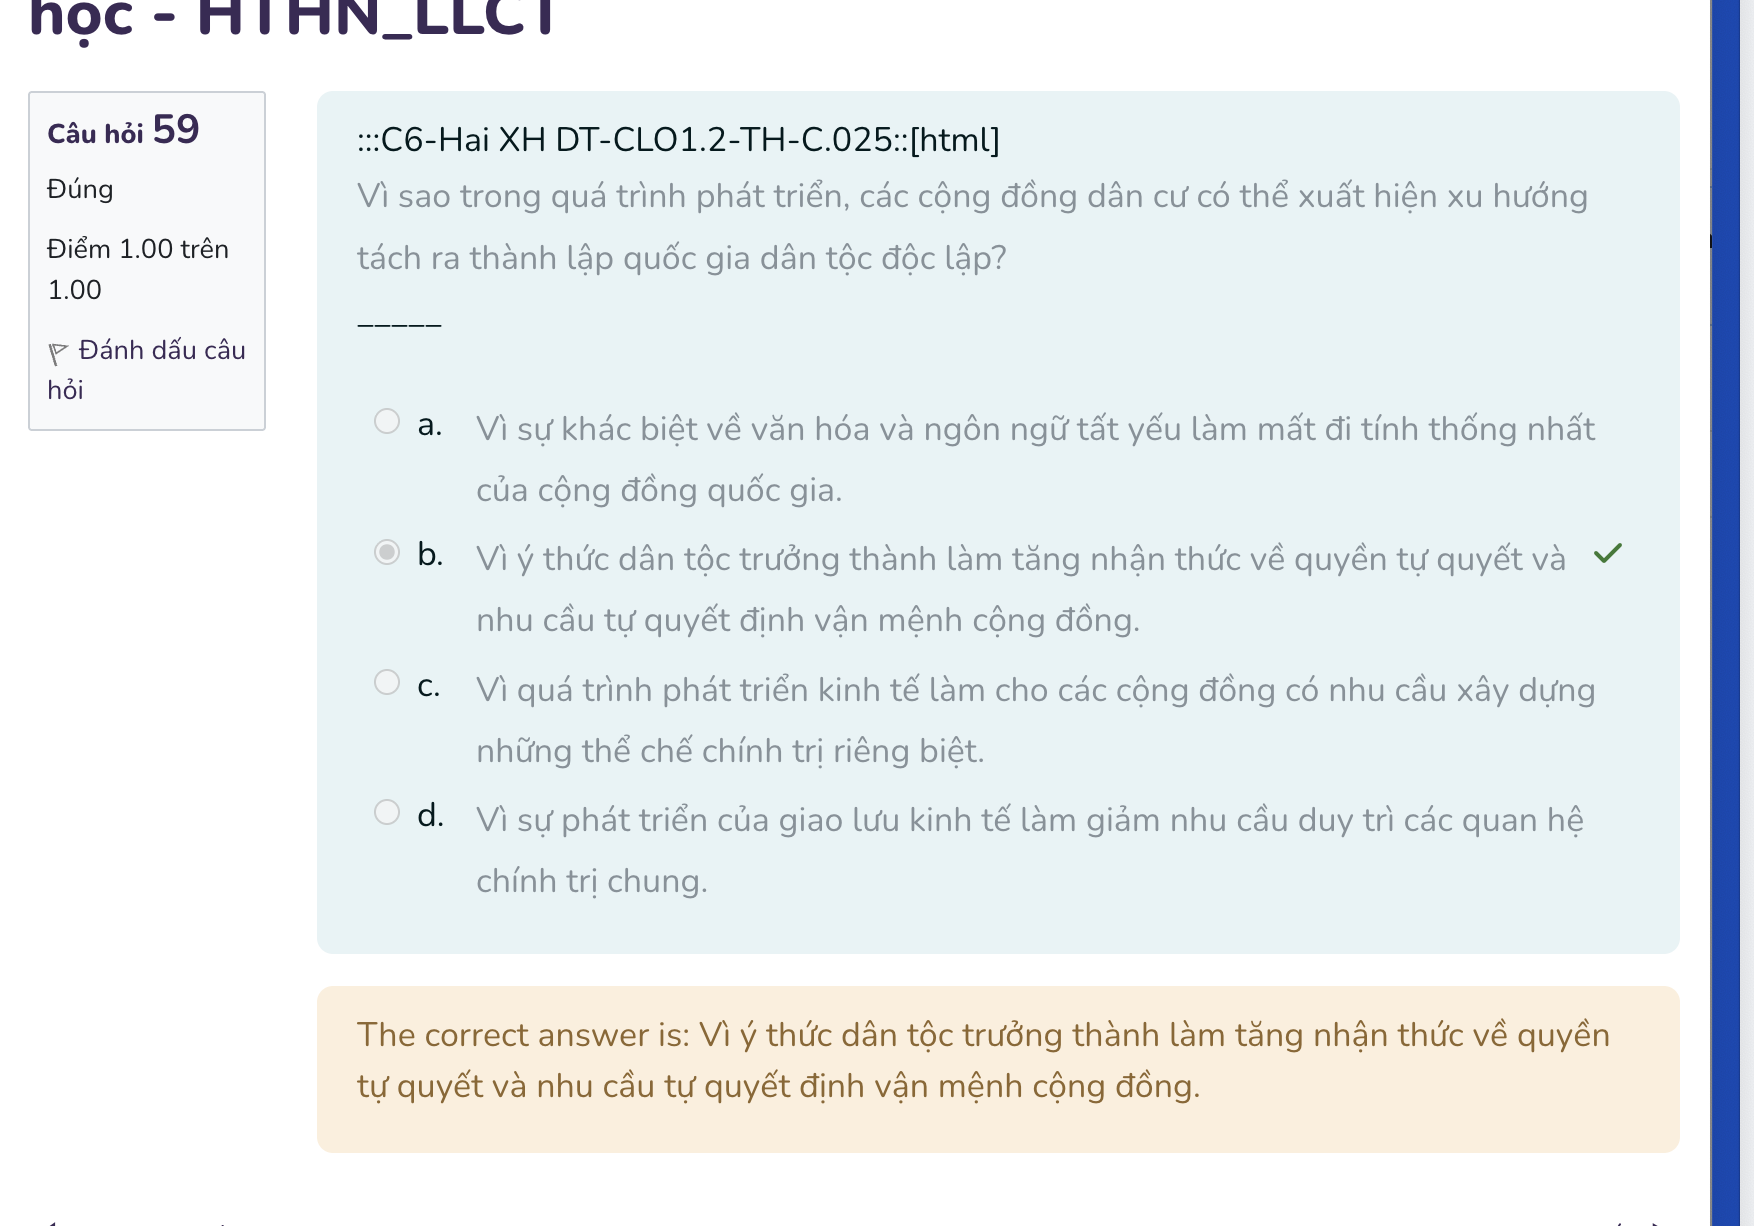 học - HTHN_LLCT
Câu hỏi 59
Đúng
Điểm 1.00 trên
1.00
Đánh dấu câu
hỏi
:::C6-Hai XH DT-CLO1.2-TH-C.025::[html]
Vì sao trong quá trình phát triển, các cộng đồng dân cư có thể xuất hiện xu hướng
tách ra thành lập quốc gia dân tộc độc lập?
_____
a. Vì sự khác biệt về văn hóa và ngôn ngữ tất yếu làm mất đi tính thống nhất
của cộng đồng quốc gia.
b. Vì ý thức dân tộc trưởng thành làm tăng nhận thức về quyền tự quyết và
nhu cầu tự quyết định vận mệnh cộng đồng.
c. Vì quá trình phát triển kinh tế làm cho các cộng đồng có nhu cầu xây dựng
những thể chế chính trị riêng biệt.
d. Vì sự phát triển của giao lưu kinh tế làm giảm nhu cầu duy trì các quan hệ
chính trị chung.
The correct answer is: Vì ý thức dân tộc trưởng thành làm tăng nhận thức về quyền
tự quyết và nhu cầu tự quyết định vận mệnh cộng đồng.